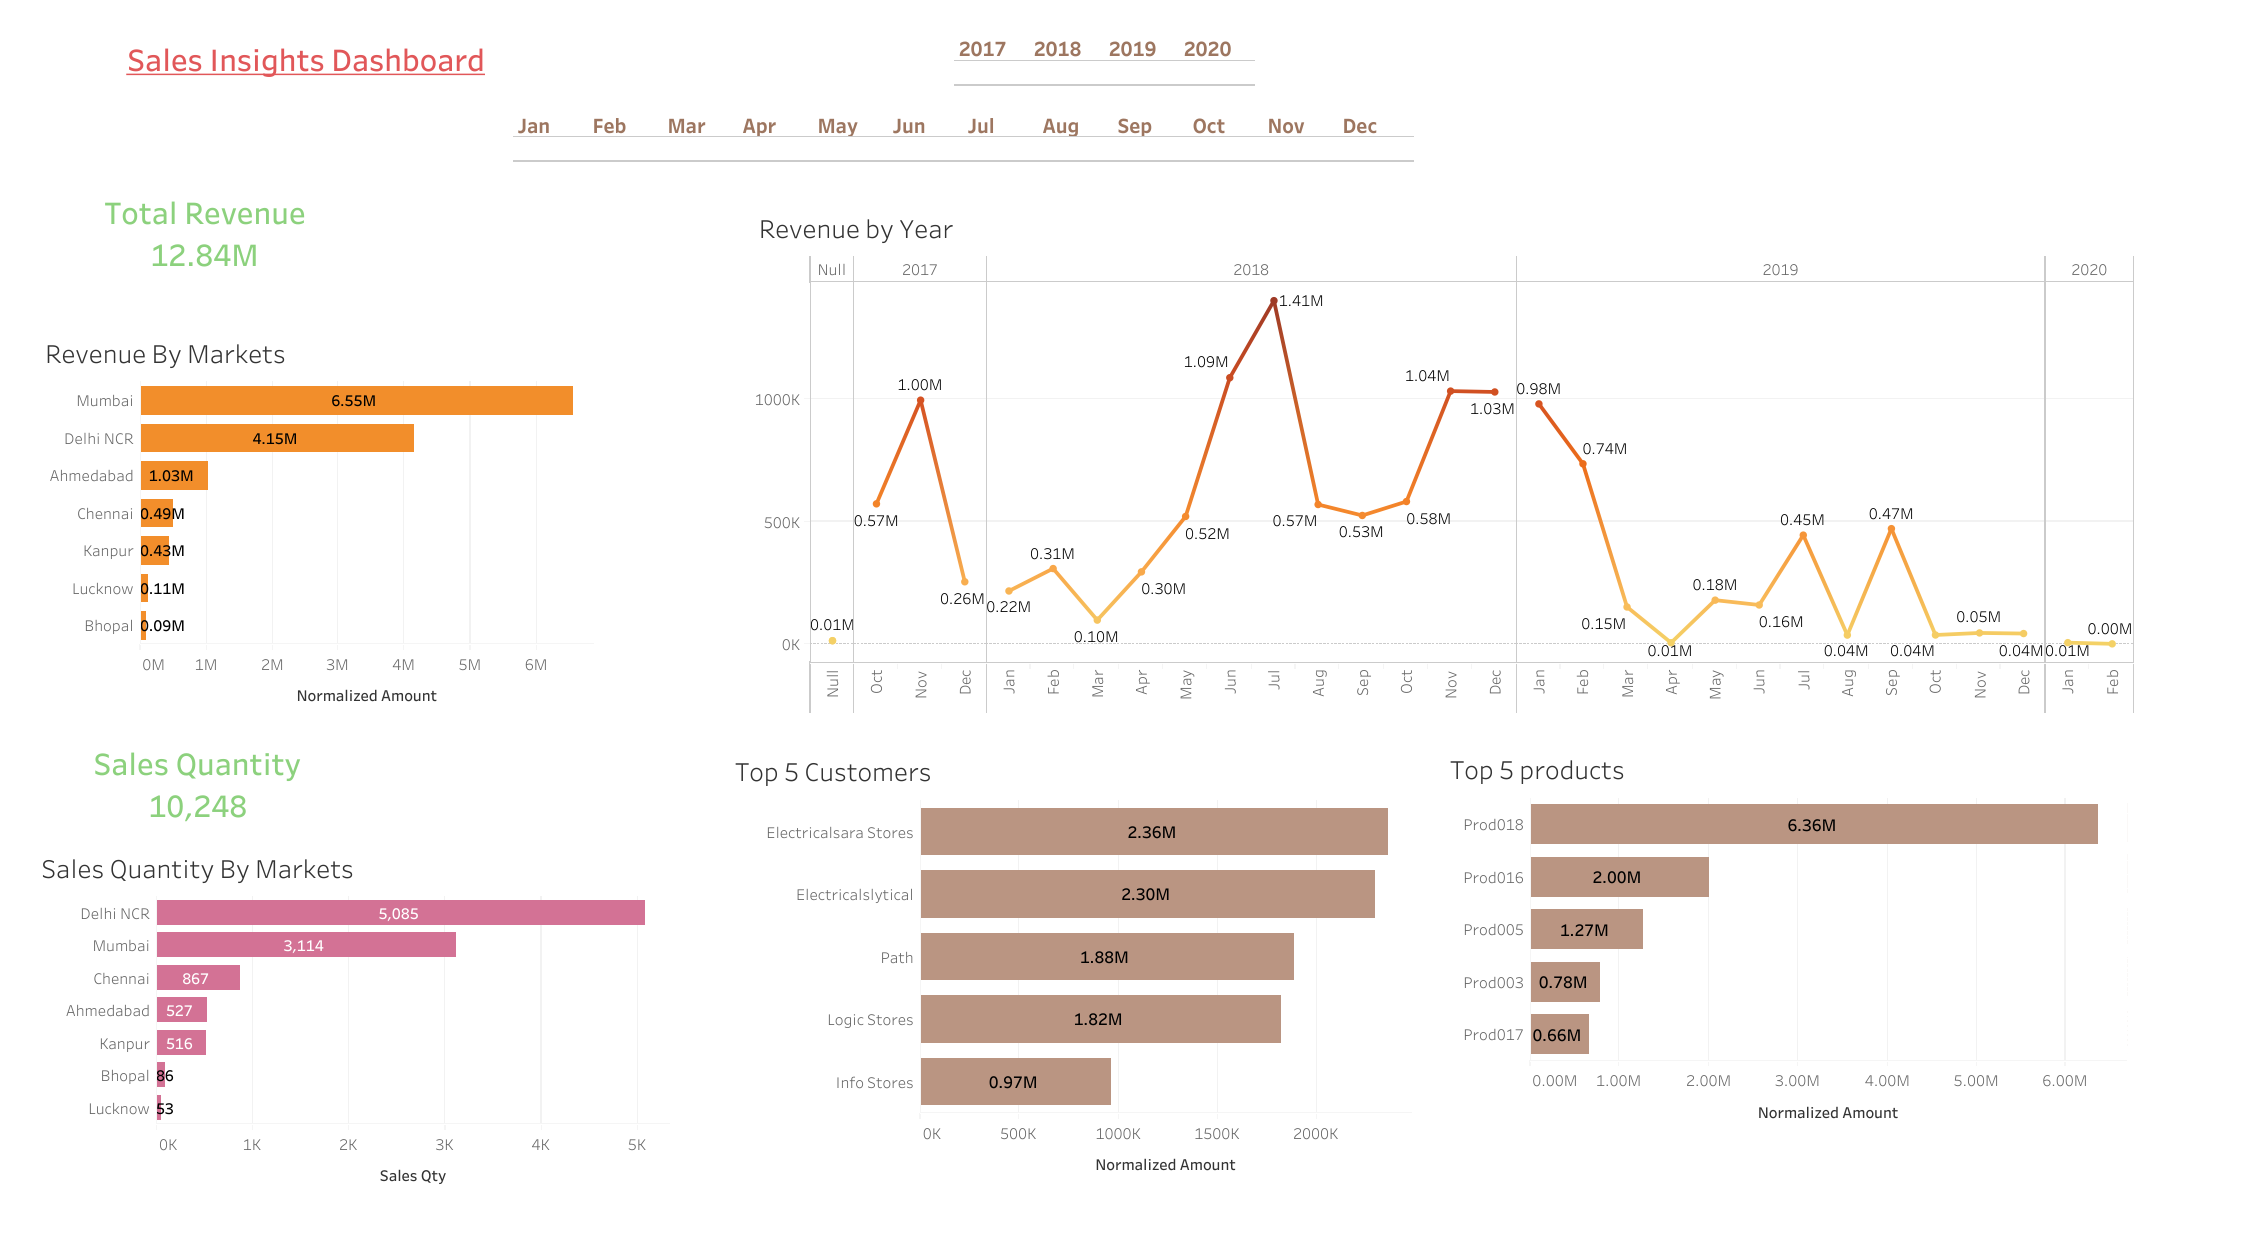 Sales Insights Dashboard
2017 2018 2019 2020
Jan Feb Mar Apr May Jun Jul Aug Sep Oct Nov Dec
Total Revenue
12.84M
Revenue By Markets
Mumbai 6.55M
Delhi NCR 4.15M
Ahmedabad 1.03M
Chennai 0.49M
Kanpur 0.43M
Lucknow 0.11M
Bhopal 0.09M
0M 1M 2M 3M 4M 5M 6M
Normalized Amount
Revenue by Year
Null 2017 2018 2019 2020
1000K
500K
0K
0.01M
0.57M
1.00M
0.26M
0.22M
0.31M
0.10M
0.30M
0.52M
1.09M
1.41M
0.57M
0.53M
0.58M
1.04M
1.03M
0.98M
0.74M
0.15M
0.01M
0.18M
0.16M
0.45M
0.04M
0.47M
0.04M
0.05M
0.04M
0.01M
0.00M
Null Oct Nov Dec Jan Feb Mar Apr May Jun Jul Aug Sep Oct Nov Dec Jan Feb Mar Apr May Jun Jul Aug Sep Oct Nov Dec Jan Feb
Sales Quantity
10,248
Sales Quantity By Markets
Delhi NCR 5,085
Mumbai 3,114
Chennai 867
Ahmedabad 527
Kanpur 516
Bhopal 86
Lucknow 53
0K 1K 2K 3K 4K 5K
Sales Qty
Top 5 Customers
Electricalsara Stores 2.36M
Electricalslytical 2.30M
Path 1.88M
Logic Stores 1.82M
Info Stores 0.97M
0K 500K 1000K 1500K 2000K
Normalized Amount
Top 5 products
Prod018 6.36M
Prod016 2.00M
Prod005 1.27M
Prod003 0.78M
Prod017 0.66M
0.00M 1.00M 2.00M 3.00M 4.00M 5.00M 6.00M
Normalized Amount